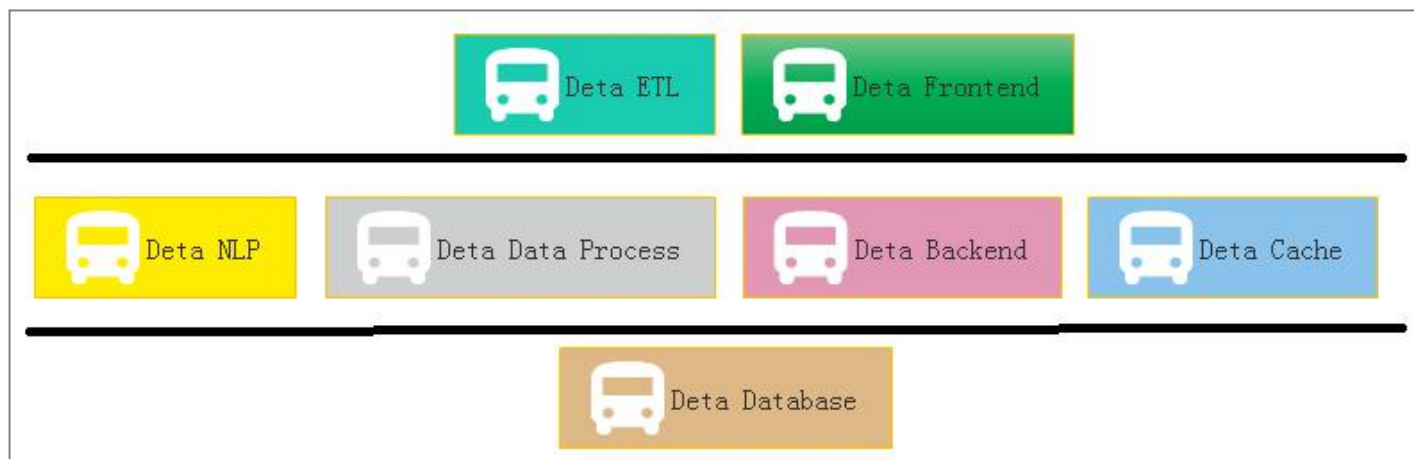 Deta ETL
Deta Frontend
Deta NLP
Deta Data Process
Deta Backend
Deta Cache
Deta Database